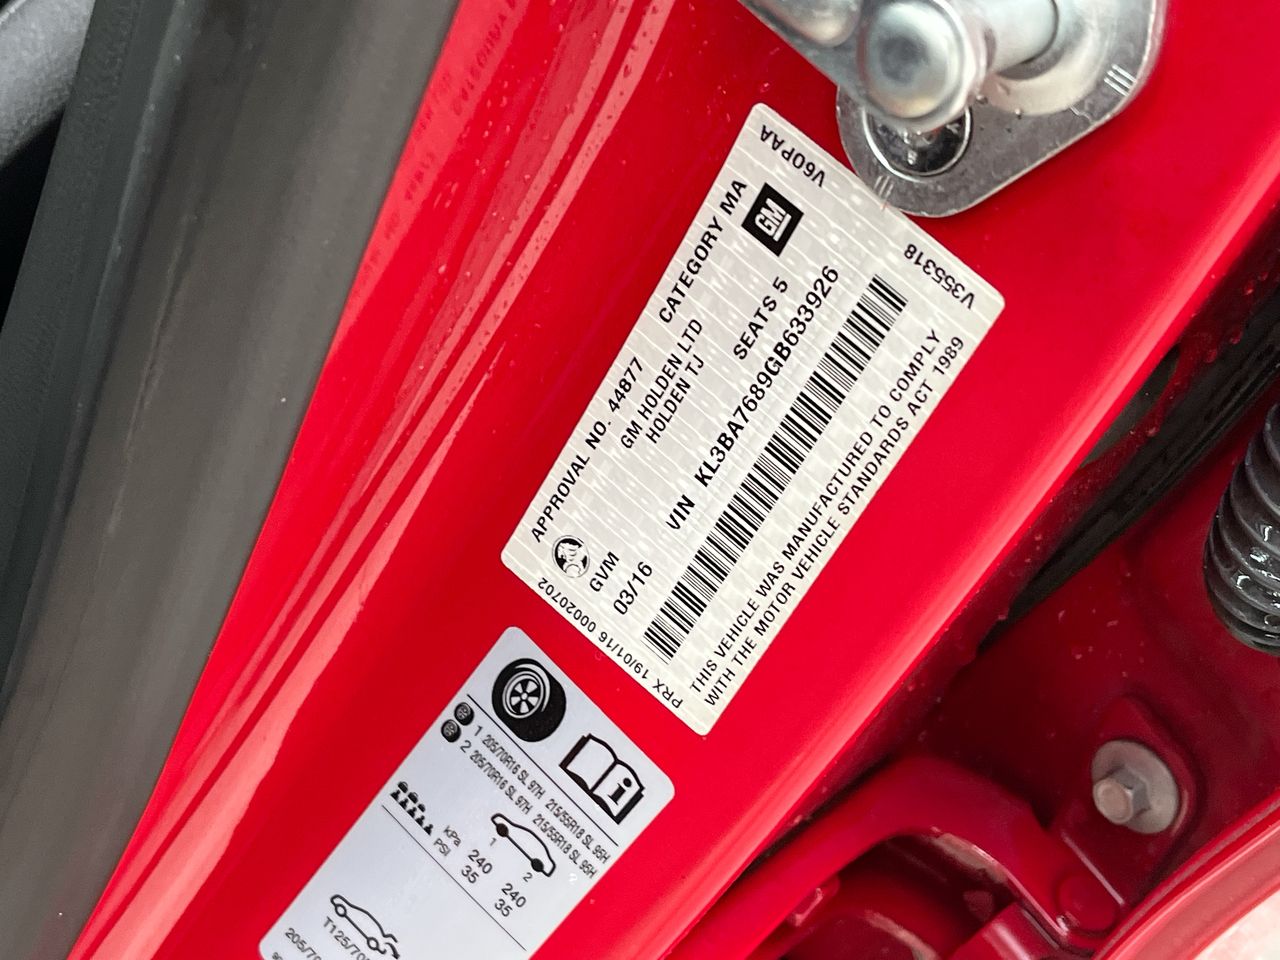 V60PAA
V355318
APPROVAL NO. 44877 CATEGORY MA
GM HOLDEN LTD
HOLDEN TJ
GM
GVM SEATS 5
03/16 VIN KL3BA7689GB633926
THIS VEHICLE WAS MANUFACTURED TO COMPLY
WITH THE MOTOR VEHICLE STANDARDS ACT 1989
PRX 19/01/16 00020702
1 205/70R16 SL 97H 215/55R18 SL 95H
2 205/70R16 SL 97H 215/55R18 SL 95H
i
1
2
kPa 240 240
PSI 35 35